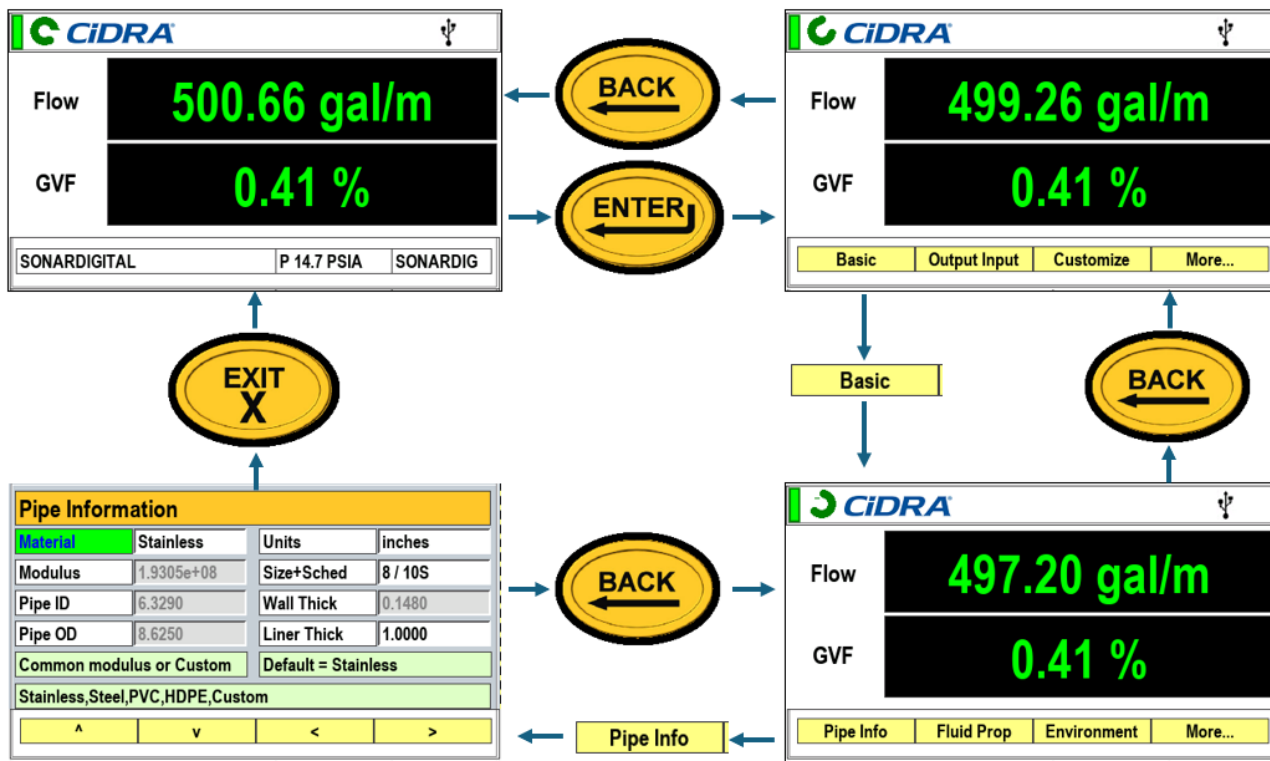 CiDRA
Flow
500.66 gal/m
GVF
0.41 %
SONARDIGITAL
P 14.7 PSIA
SONARDIG
BACK
ENTER
CiDRA
Flow
499.26 gal/m
GVF
0.41 %
Basic
Output Input
Customize
More...
EXIT
X
Basic
BACK
Pipe Information
Material Stainless Units inches
Modulus 1.9305e+08 Size+Sched 8 / 10S
Pipe ID 6.3290 Wall Thick 0.1480
Pipe OD 8.6250 Liner Thick 1.0000
Common modulus or Custom Default = Stainless
Stainless,Steel,PVC,HDPE,Custom
^ v < >
BACK
Pipe Info
CiDRA
Flow
497.20 gal/m
GVF
0.41 %
Pipe Info
Fluid Prop
Environment
More...